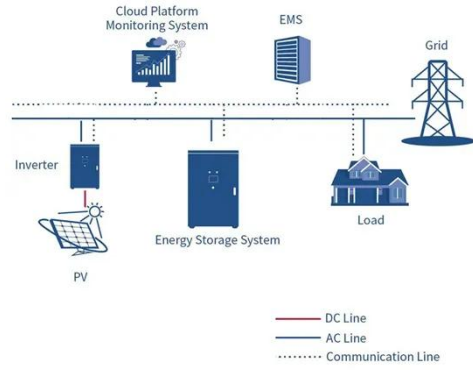 Cloud Platform
Monitoring System
EMS
Grid
Inverter
Energy Storage System
Load
PV
DC Line
AC Line
Communication Line